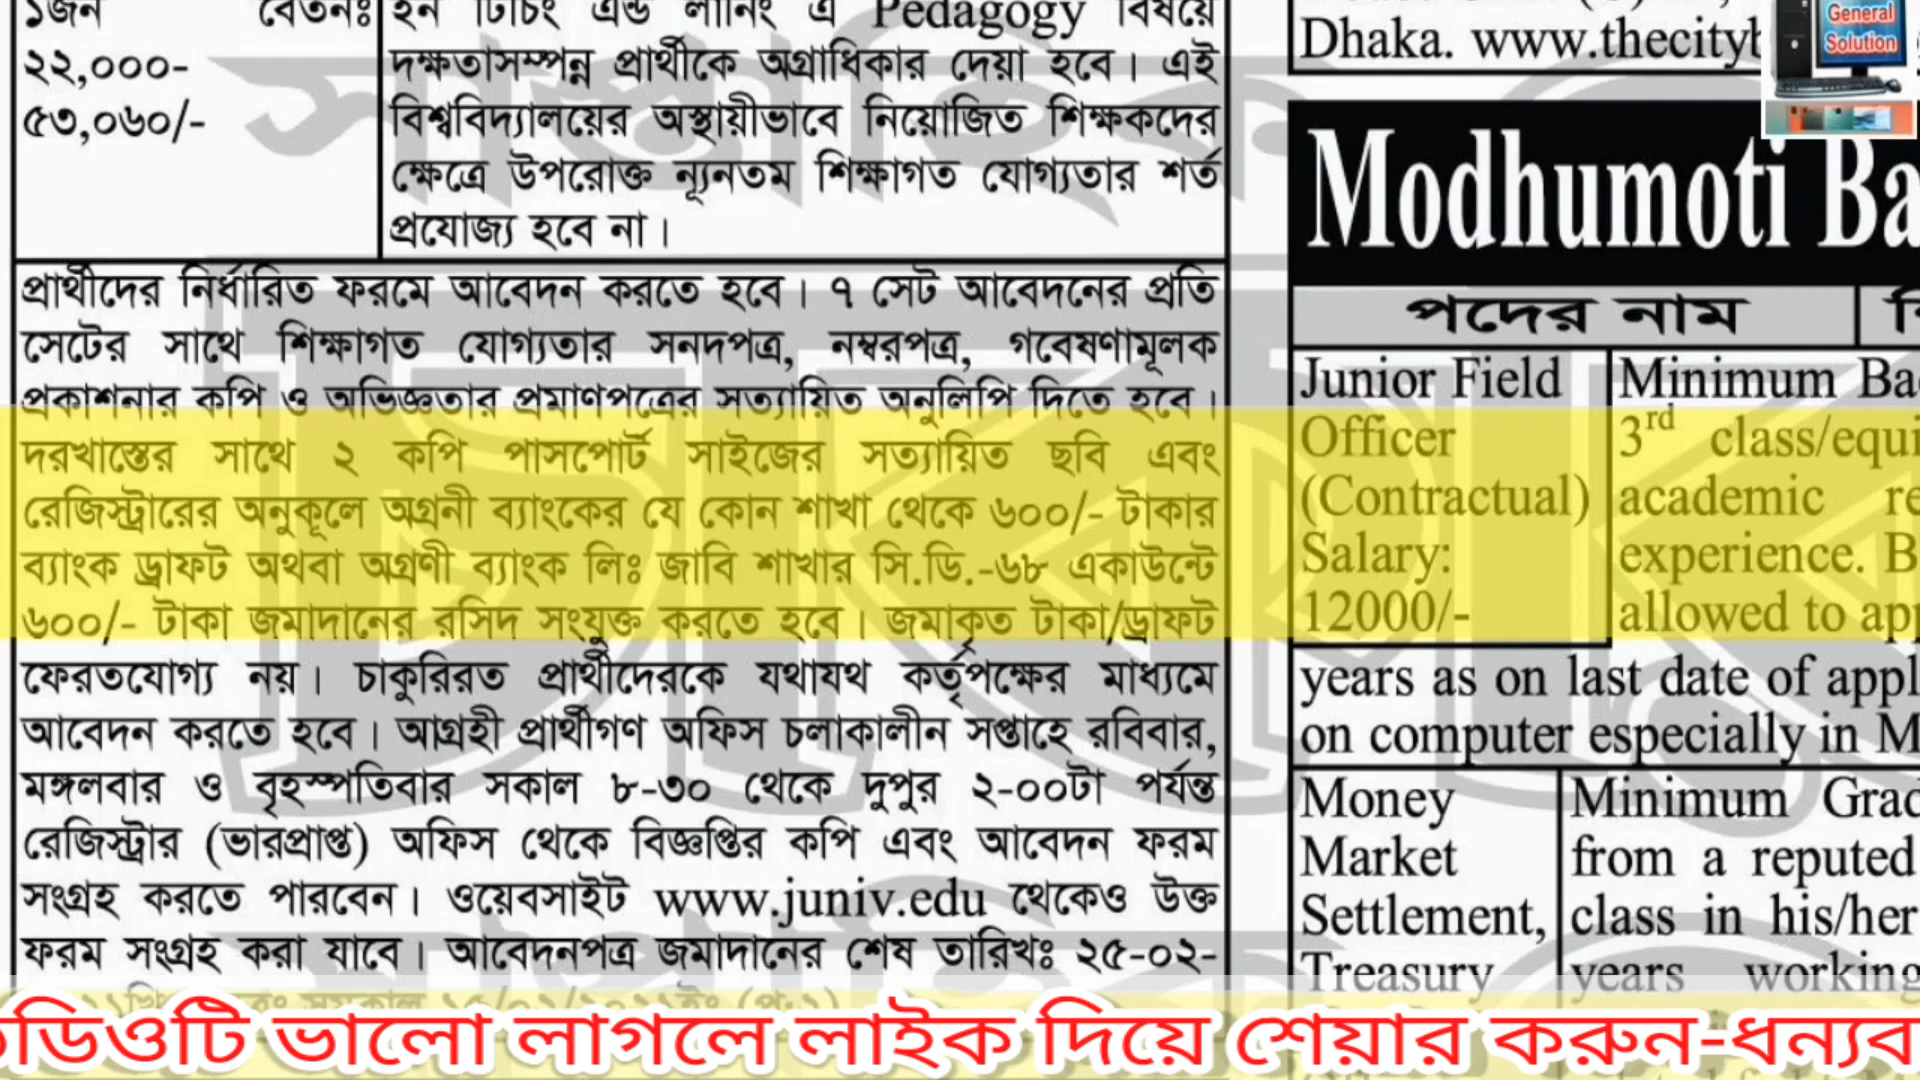 ১জন বেতনঃ
২২,০০০-
৫৩,০৬০/-
ইন টিচিং এন্ড লার্নিং এ Pedagogy বিষয়ে
দক্ষতাসম্পন্ন প্রার্থীকে অগ্রাধিকার দেয়া হবে। এই
বিশ্ববিদ্যালয়ের অস্থায়ীভাবে নিয়োজিত শিক্ষকদের
ক্ষেত্রে উপরোক্ত ন্যূনতম শিক্ষাগত যোগ্যতার শর্ত
প্রযোজ্য হবে না।
প্রার্থীদের নির্ধারিত ফরমে আবেদন করতে হবে। ৭ সেট আবেদনের প্রতি
সেটের সাথে শিক্ষাগত যোগ্যতার সনদপত্র, নম্বরপত্র, গবেষণামূলক
প্রকাশনার কপি ও অভিজ্ঞতার প্রমাণপত্রের সত্যায়িত অনুলিপি দিতে হবে।
দরখাস্তের সাথে ২ কপি পাসপোর্ট সাইজের সত্যায়িত ছবি এবং
রেজিস্ট্রারের অনুকূলে অগ্রনী ব্যাংকের যে কোন শাখা থেকে ৬০০/- টাকার
ব্যাংক ড্রাফট অথবা অগ্রণী ব্যাংক লিঃ জাবি শাখার সি.ডি.-৬৮ একাউন্টে
৬০০/- টাকা জমাদানের রসিদ সংযুক্ত করতে হবে। জমাকৃত টাকা/ড্রাফট
ফেরতযোগ্য নয়। চাকুরিরত প্রার্থীদেরকে যথাযথ কর্তৃপক্ষের মাধ্যমে
আবেদন করতে হবে। আগ্রহী প্রার্থীগণ অফিস চলাকালীন সপ্তাহে রবিবার,
মঙ্গলবার ও বৃহস্পতিবার সকাল ৮-৩০ থেকে দুপুর ২-০০টা পর্যন্ত
রেজিস্ট্রার (ভারপ্রাপ্ত) অফিস থেকে বিজ্ঞপ্তির কপি এবং আবেদন ফরম
সংগ্রহ করতে পারবেন। ওয়েবসাইট www.juniv.edu থেকেও উক্ত
ফরম সংগ্রহ করা যাবে। আবেদনপত্র জমাদানের শেষ তারিখঃ ২৫-০২-
Dhaka. www.thecityb
General
Solution
Modhumoti Ba
পদের নাম
Junior Field
Officer
(Contractual)
Salary:
12000/-
Minimum Ba
3rd class/equi
academic re
experience. B
allowed to app
years as on last date of appl
on computer especially in M
Money
Market
Settlement,
Treasury
Minimum Grad
from a reputed
class in his/her
years working
ডিওটি ভালো লাগলে লাইক দিয়ে শেয়ার করুন-ধন্যব